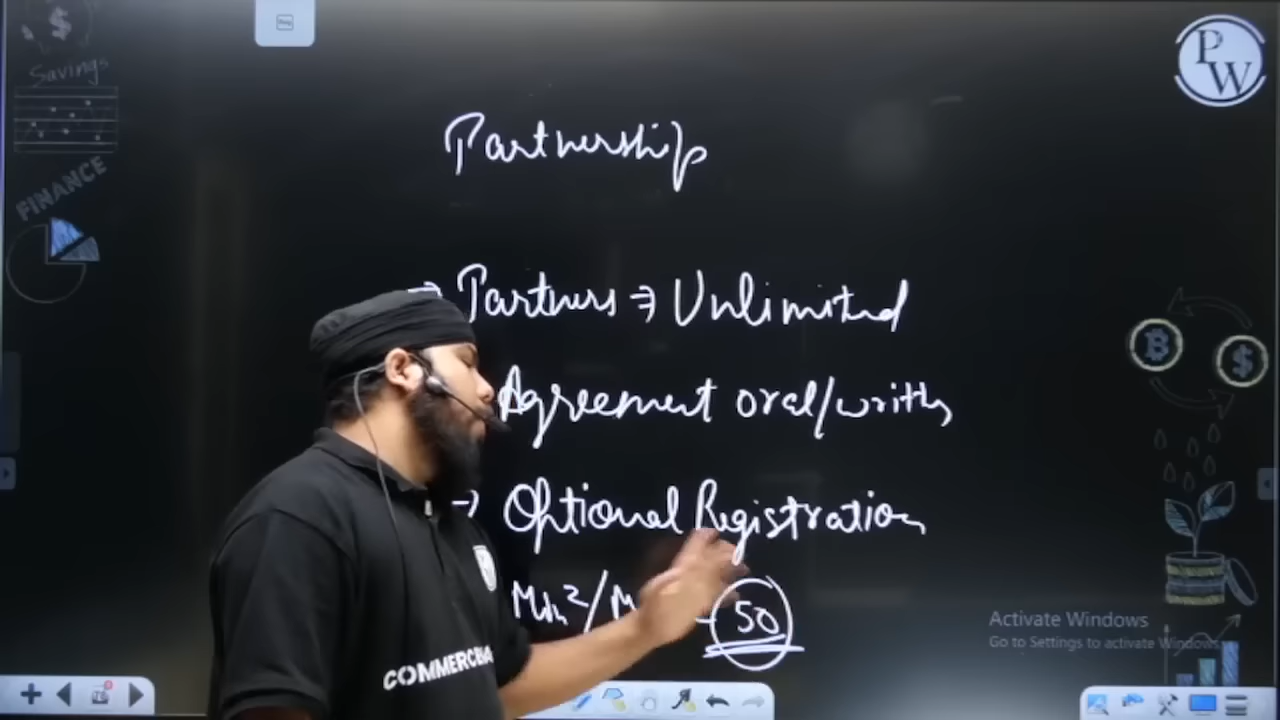 Savings
FINANCE
P
W
Partnership
→ Partners ⇒ Unlimited
Agreement oral/written
→ Optional Registration
Min 2/M - 50
COMMERCE
Activate Windows
Go to Settings to activate Windows.